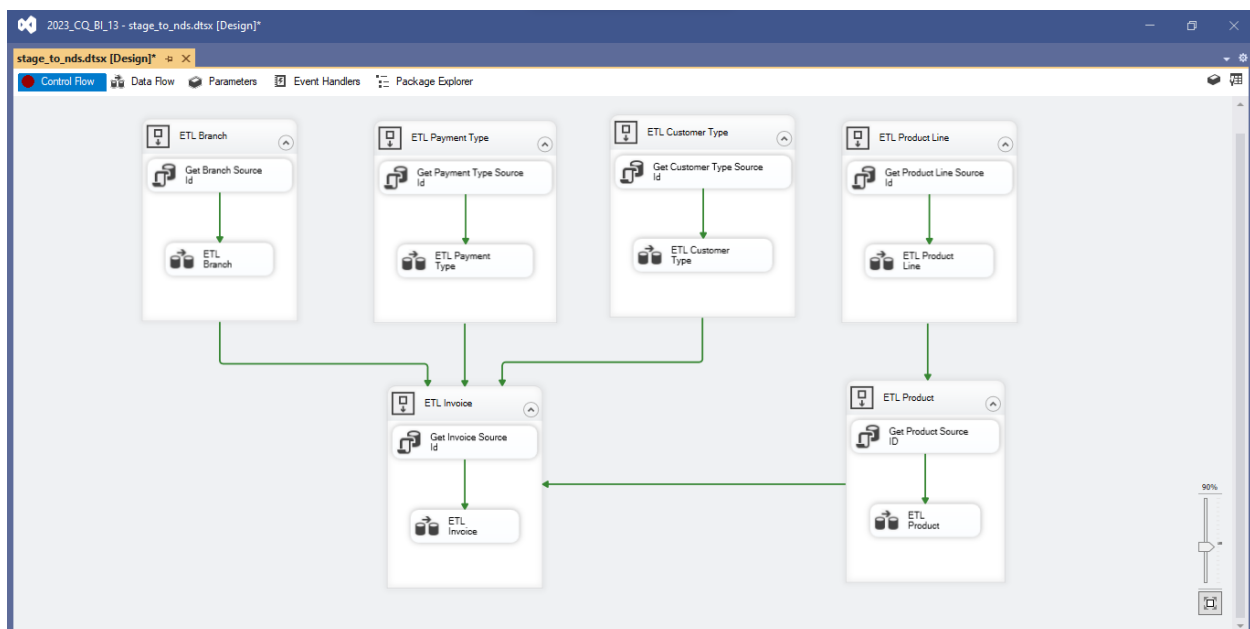 2023_CQ_BI_13 - stage_to_nds.dtsx [Design]*
stage_to_nds.dtsx [Design]*
Control Flow
Data Flow
Parameters
Event Handlers
Package Explorer
ETL Branch
Get Branch Source
Id
ETL
Branch
ETL Payment Type
Get Payment Type Source
Id
ETL Payment
Type
ETL Customer Type
Get Customer Type Source
Id
ETL Customer
Type
ETL Product Line
Get Product Line Source
Id
ETL Product
Line
ETL Invoice
Get Invoice Source
Id
ETL
Invoice
ETL Product
Get Product Source
ID
ETL
Product
90%